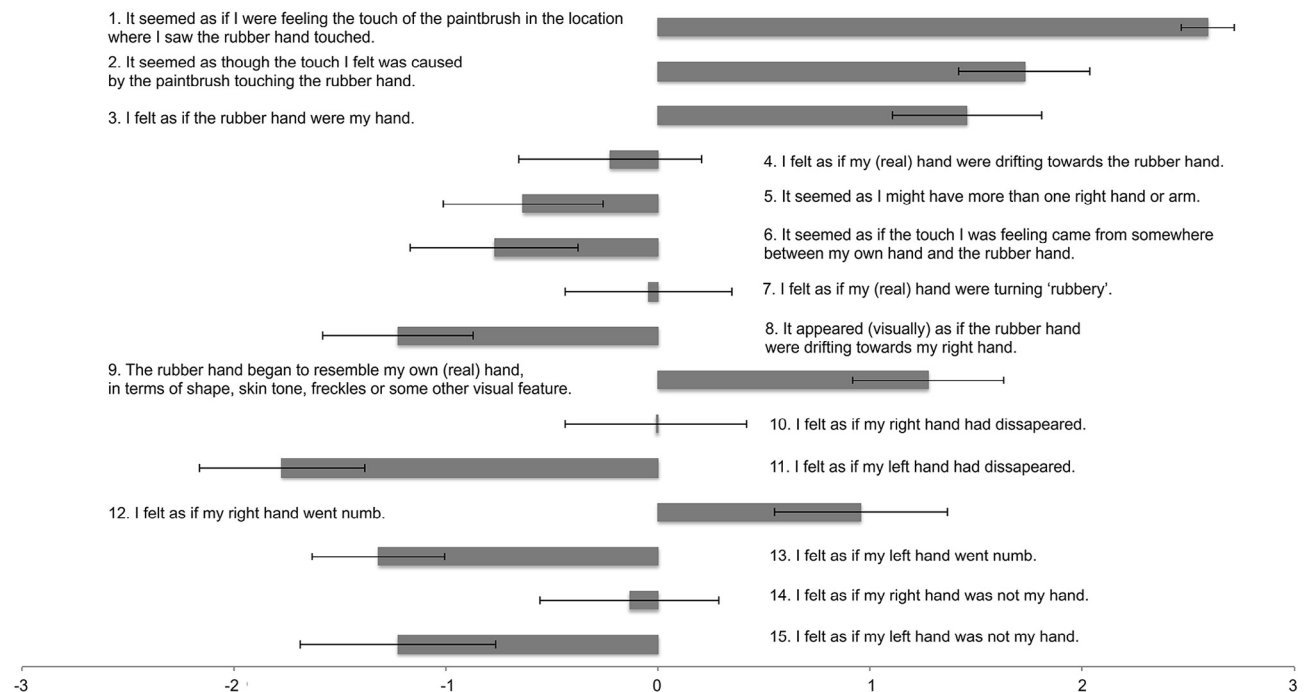 1. It seemed as if I were feeling the touch of the paintbrush in the location
where I saw the rubber hand touched.
2. It seemed as though the touch I felt was caused
by the paintbrush touching the rubber hand.
3. I felt as if the rubber hand were my hand.
4. I felt as if my (real) hand were drifting towards the rubber hand.
5. It seemed as I might have more than one right hand or arm.
6. It seemed as if the touch I was feeling came from somewhere
between my own hand and the rubber hand.
7. I felt as if my (real) hand were turning ‘rubbery’.
8. It appeared (visually) as if the rubber hand
were drifting towards my right hand.
9. The rubber hand began to resemble my own (real) hand,
in terms of shape, skin tone, freckles or some other visual feature.
10. I felt as if my right hand had dissapeared.
11. I felt as if my left hand had dissapeared.
12. I felt as if my right hand went numb.
13. I felt as if my left hand went numb.
14. I felt as if my right hand was not my hand.
15. I felt as if my left hand was not my hand.
-3 -2 -1 0 1 2 3